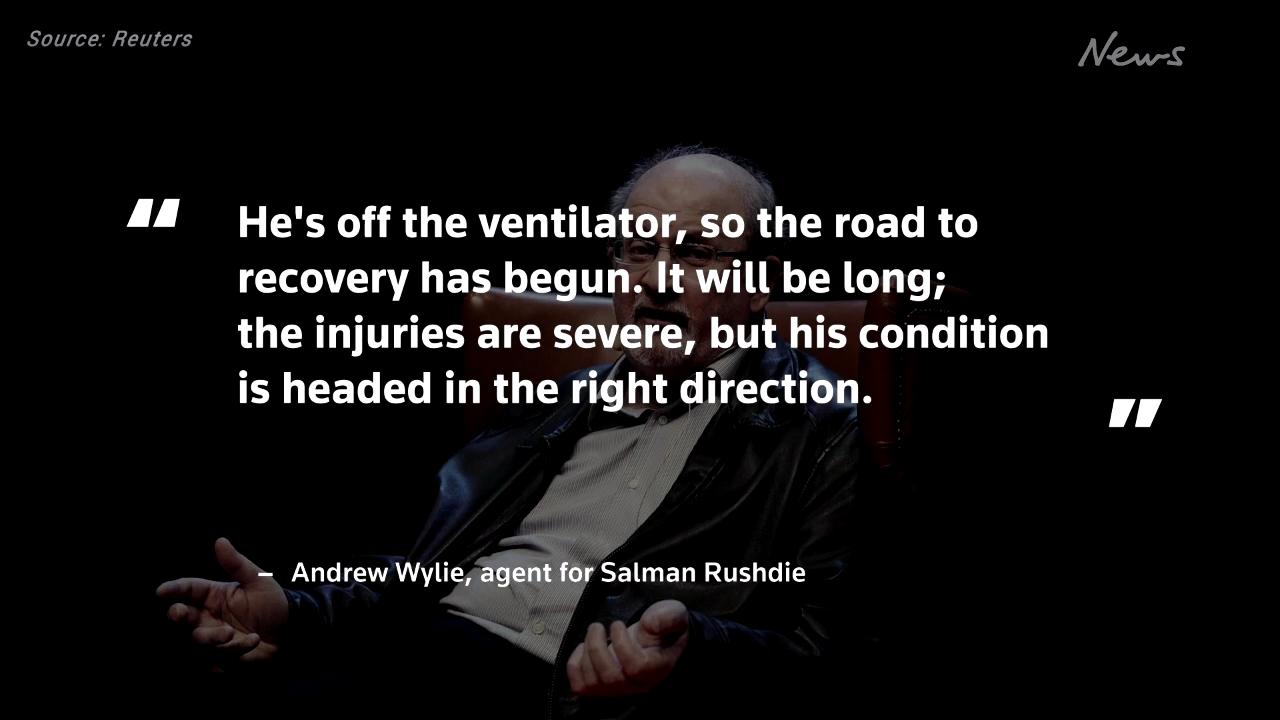 Source: Reuters
News
“
He's off the ventilator, so the road to
recovery has begun. It will be long;
the injuries are severe, but his condition
is headed in the right direction.
”
– Andrew Wylie, agent for Salman Rushdie